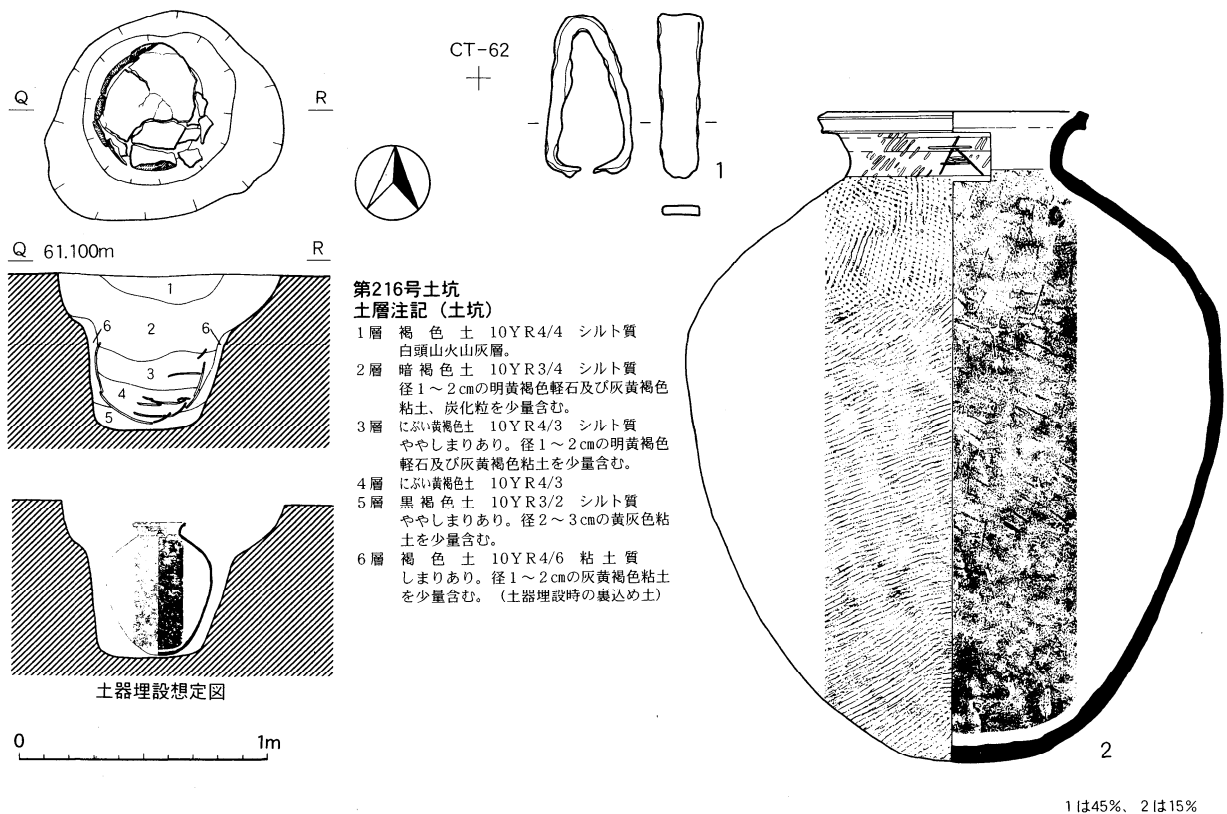 Q
R
CT-62
1
Q 61.100m
R
1
2
3
4
5
6
6
第216号土坑
土層注記（土坑）
1層 褐色土 10YR4/4 シルト質
白頭山火山灰層。
2層 暗褐色土 10YR3/4 シルト質
径1～2㎝の明黄褐色軽石及び灰黄褐色
粘土、炭化粒を少量含む。
3層 にぶい黄褐色土 10YR4/3 シルト質
ややしまりあり。径1～2㎝の明黄褐色
軽石及び灰黄褐色粘土を少量含む。
4層 にぶい黄褐色土 10YR4/3
5層 黒褐色土 10YR3/2 シルト質
ややしまりあり。径2～3㎝の黄灰色粘
土を少量含む。
6層 褐色土 10YR4/6 粘土質
しまりあり。径1～2㎝の灰黄褐色粘土
を少量含む。（土器埋設時の裏込め土）
土器埋設想定図
0 1m
2
1は45%、2は15%